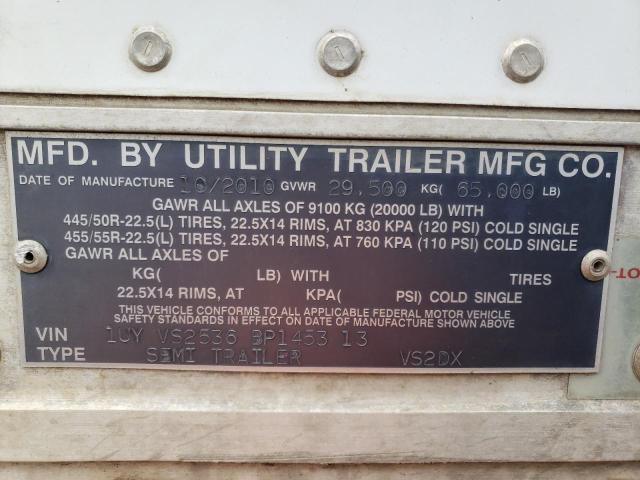 MFD. BY UTILITY TRAILER MFG CO.
DATE OF MANUFACTURE 10/2010 GVWR 29,500 KG( 65,000 LB)
GAWR ALL AXLES OF 9100 KG (20000 LB) WITH
445/50R-22.5(L) TIRES, 22.5X14 RIMS, AT 830 KPA (120 PSI) COLD SINGLE
455/55R-22.5(L) TIRES, 22.5X14 RIMS, AT 760 KPA (110 PSI) COLD SINGLE
GAWR ALL AXLES OF
KG( LB) WITH TIRES
22.5X14 RIMS, AT KPA( PSI) COLD SINGLE
THIS VEHICLE CONFORMS TO ALL APPLICABLE FEDERAL MOTOR VEHICLE
SAFETY STANDARDS IN EFFECT ON DATE OF MANUFACTURE SHOWN ABOVE
VIN 1UY VS2536 BP1453 13
TYPE SEMI TRAILER VS2DX